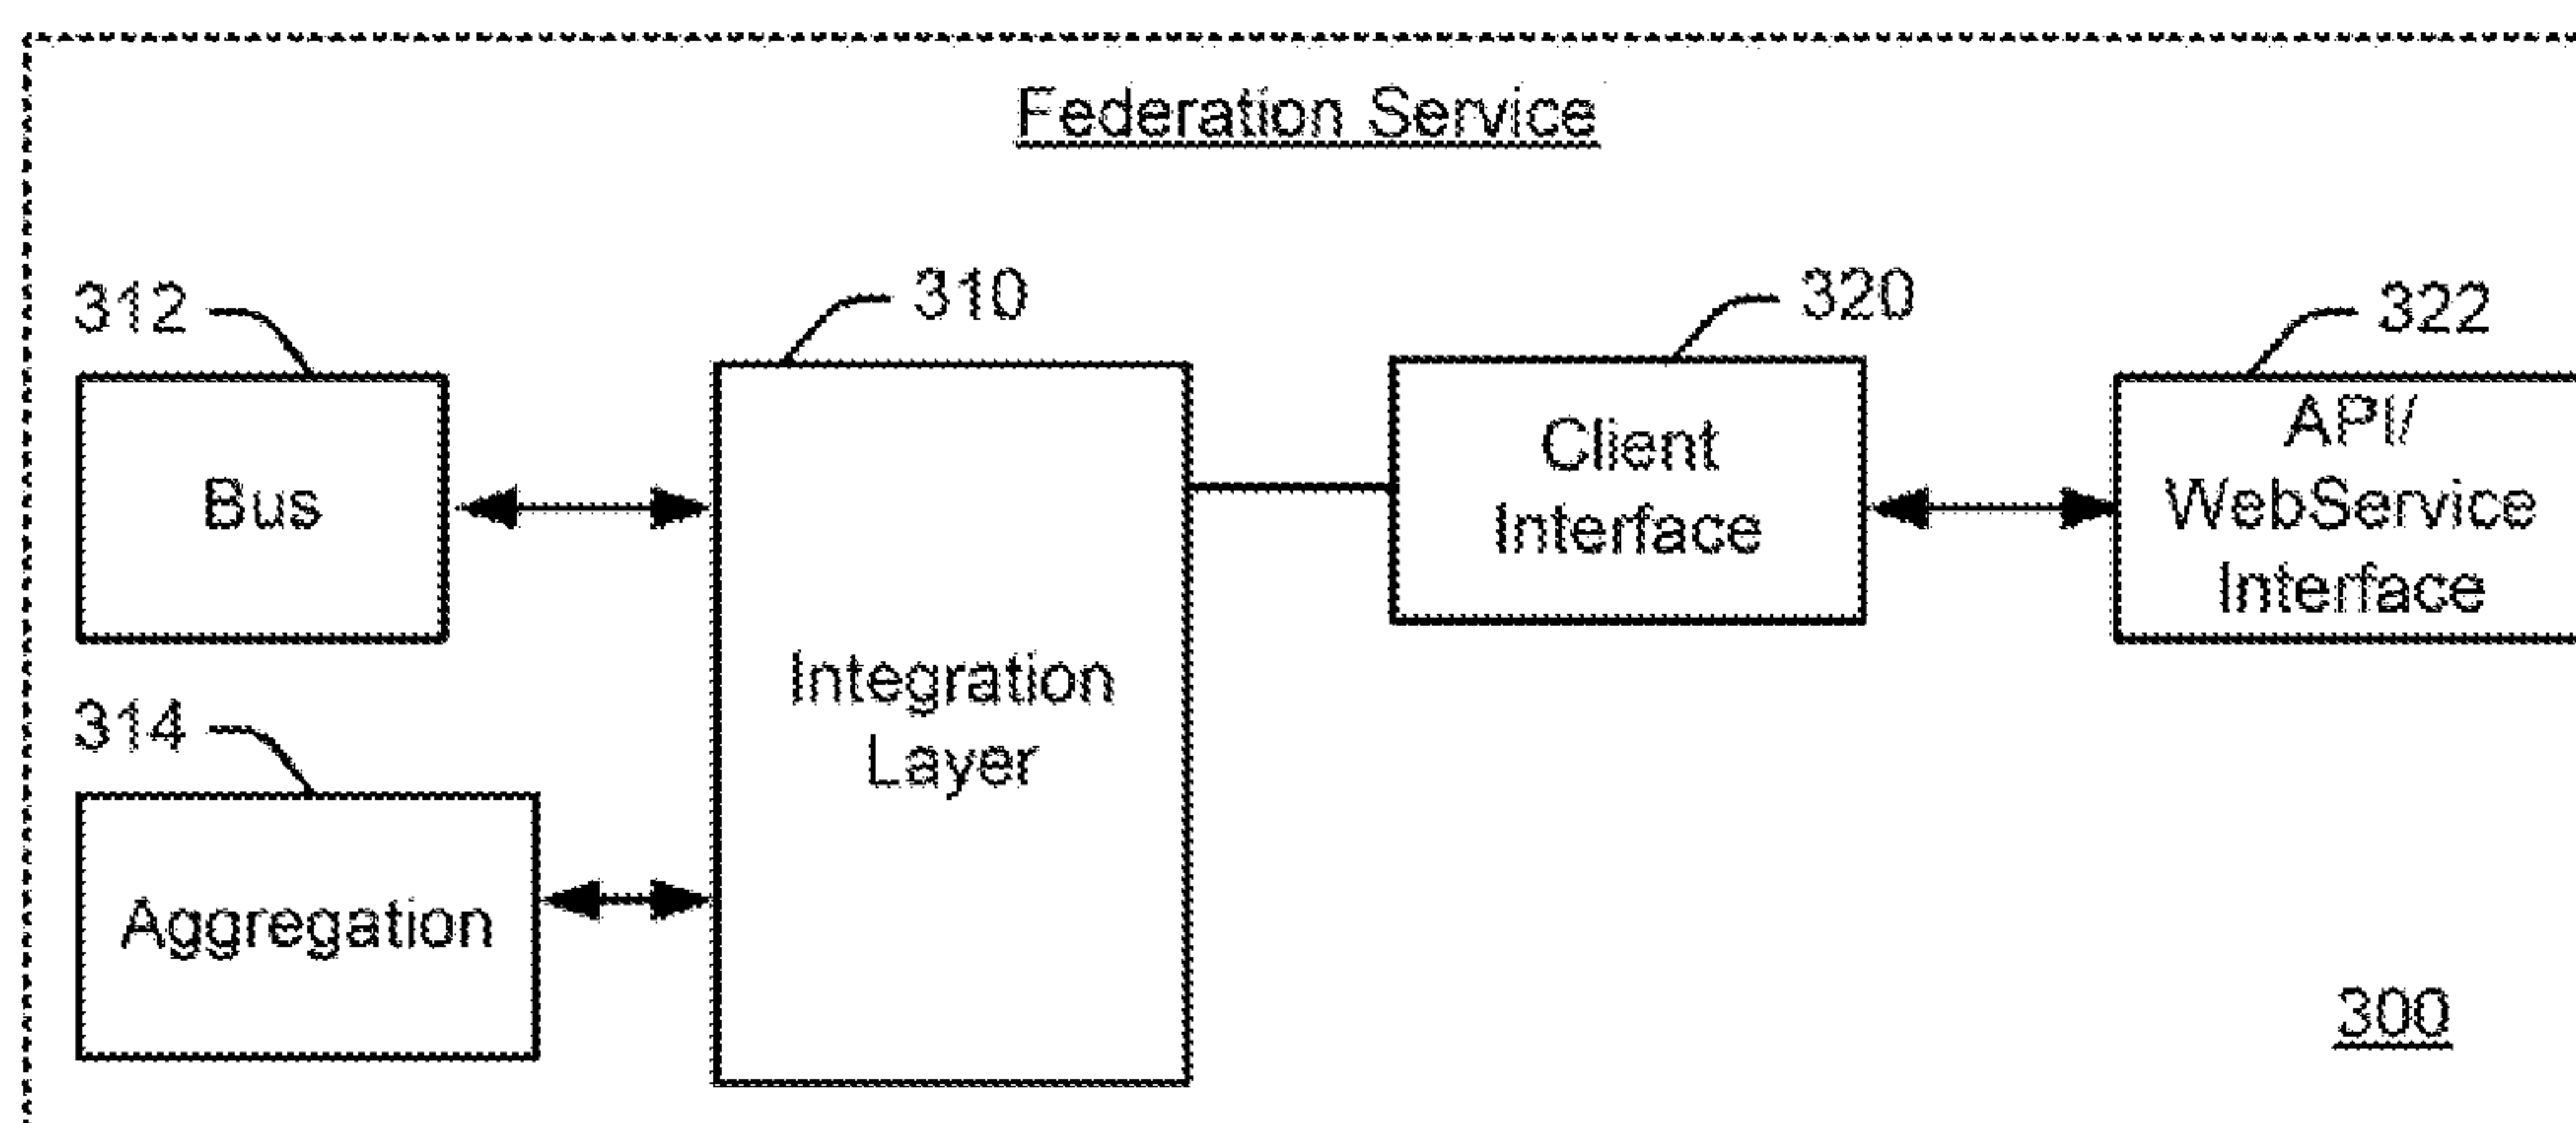 Federation Service
312
310
320
322
Bus
Client
Interface
API/
WebService
Interface
Integration
Layer
314
Aggregation
300